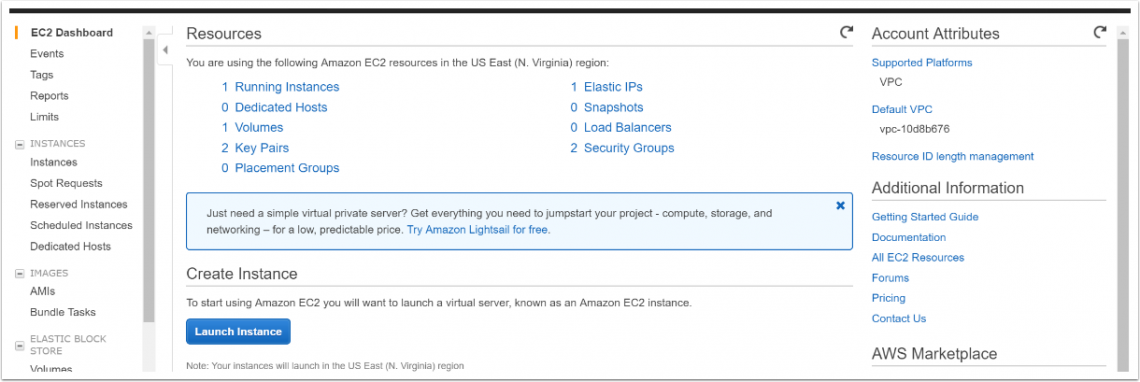 EC2 Dashboard
Events
Tags
Reports
Limits
INSTANCES
Instances
Spot Requests
Reserved Instances
Scheduled Instances
Dedicated Hosts
IMAGES
AMIs
Bundle Tasks
ELASTIC BLOCK
STORE
Volumes
Resources
You are using the following Amazon EC2 resources in the US East (N. Virginia) region:
1 Running Instances
0 Dedicated Hosts
1 Volumes
2 Key Pairs
0 Placement Groups
1 Elastic IPs
0 Snapshots
0 Load Balancers
2 Security Groups
Just need a simple virtual private server? Get everything you need to jumpstart your project - compute, storage, and
networking – for a low, predictable price. Try Amazon Lightsail for free.
Create Instance
To start using Amazon EC2 you will want to launch a virtual server, known as an Amazon EC2 instance.
Launch Instance
Note: Your instances will launch in the US East (N. Virginia) region
Account Attributes
Supported Platforms
VPC
Default VPC
vpc-10d8b676
Resource ID length management
Additional Information
Getting Started Guide
Documentation
All EC2 Resources
Forums
Pricing
Contact Us
AWS Marketplace